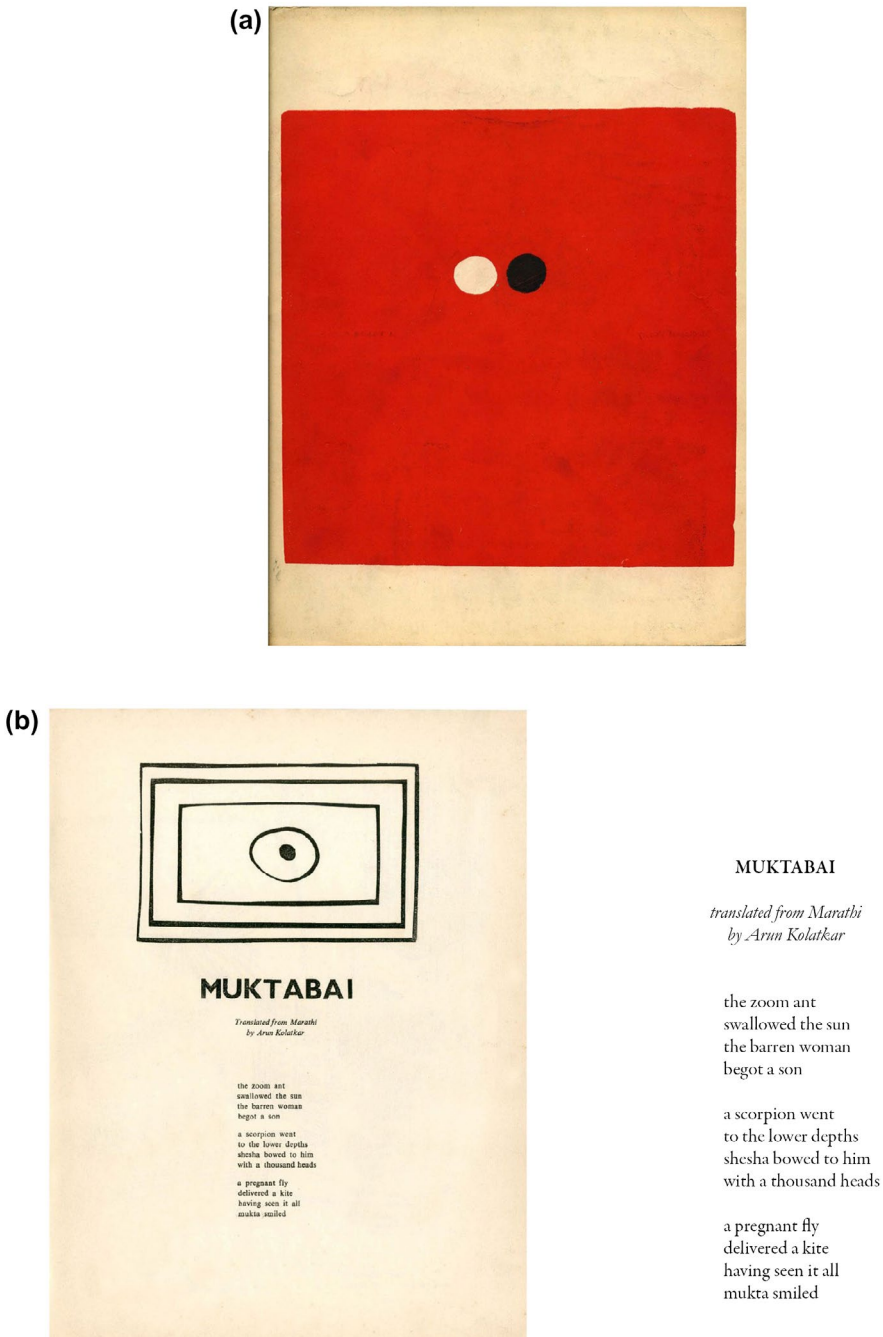 (a)
(b)
MUKTABAI
Translated from Marathi
by Arun Kolatkar
the zoom ant
swallowed the sun
the barren woman
begot a son
a scorpion went
to the lower depths
shesha bowed to him
with a thousand heads
a pregnant fly
delivered a kite
having seen it all
mukta smiled
MUKTABAI
translated from Marathi
by Arun Kolatkar
the zoom ant
swallowed the sun
the barren woman
begot a son
a scorpion went
to the lower depths
shesha bowed to him
with a thousand heads
a pregnant fly
delivered a kite
having seen it all
mukta smiled